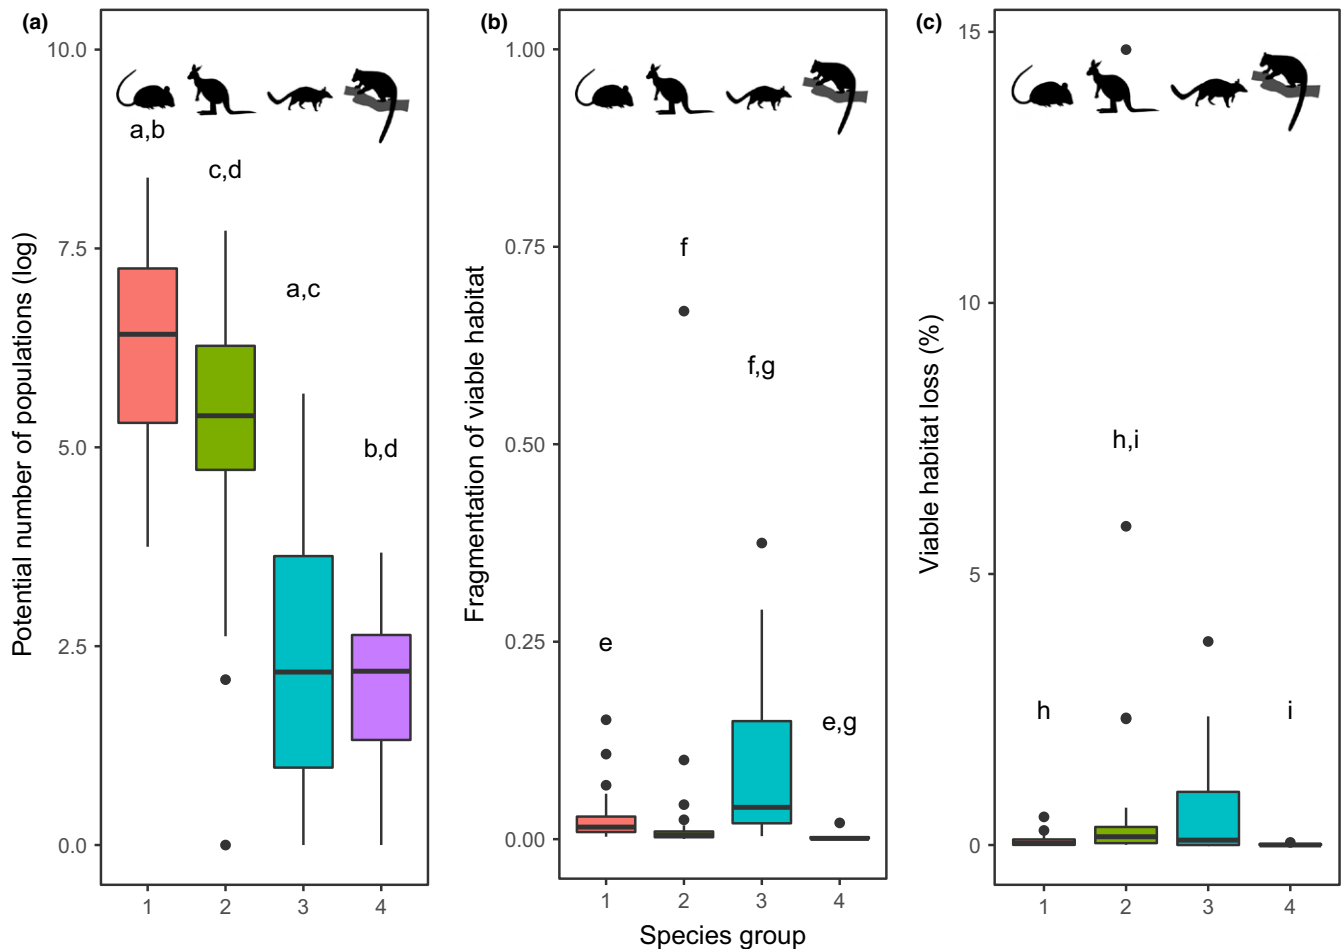 (a)
10.0
7.5
5.0
2.5
0.0
Potential number of populations (log)
a,b
c,d
a,c
b,d
1 2 3 4
(b)
1.00
0.75
0.50
0.25
0.00
Fragmentation of viable habitat
e
f
f,g
e,g
1 2 3 4
Species group
(c)
15
10
5
0
Viable habitat loss (%)
h
h,i
i
1 2 3 4